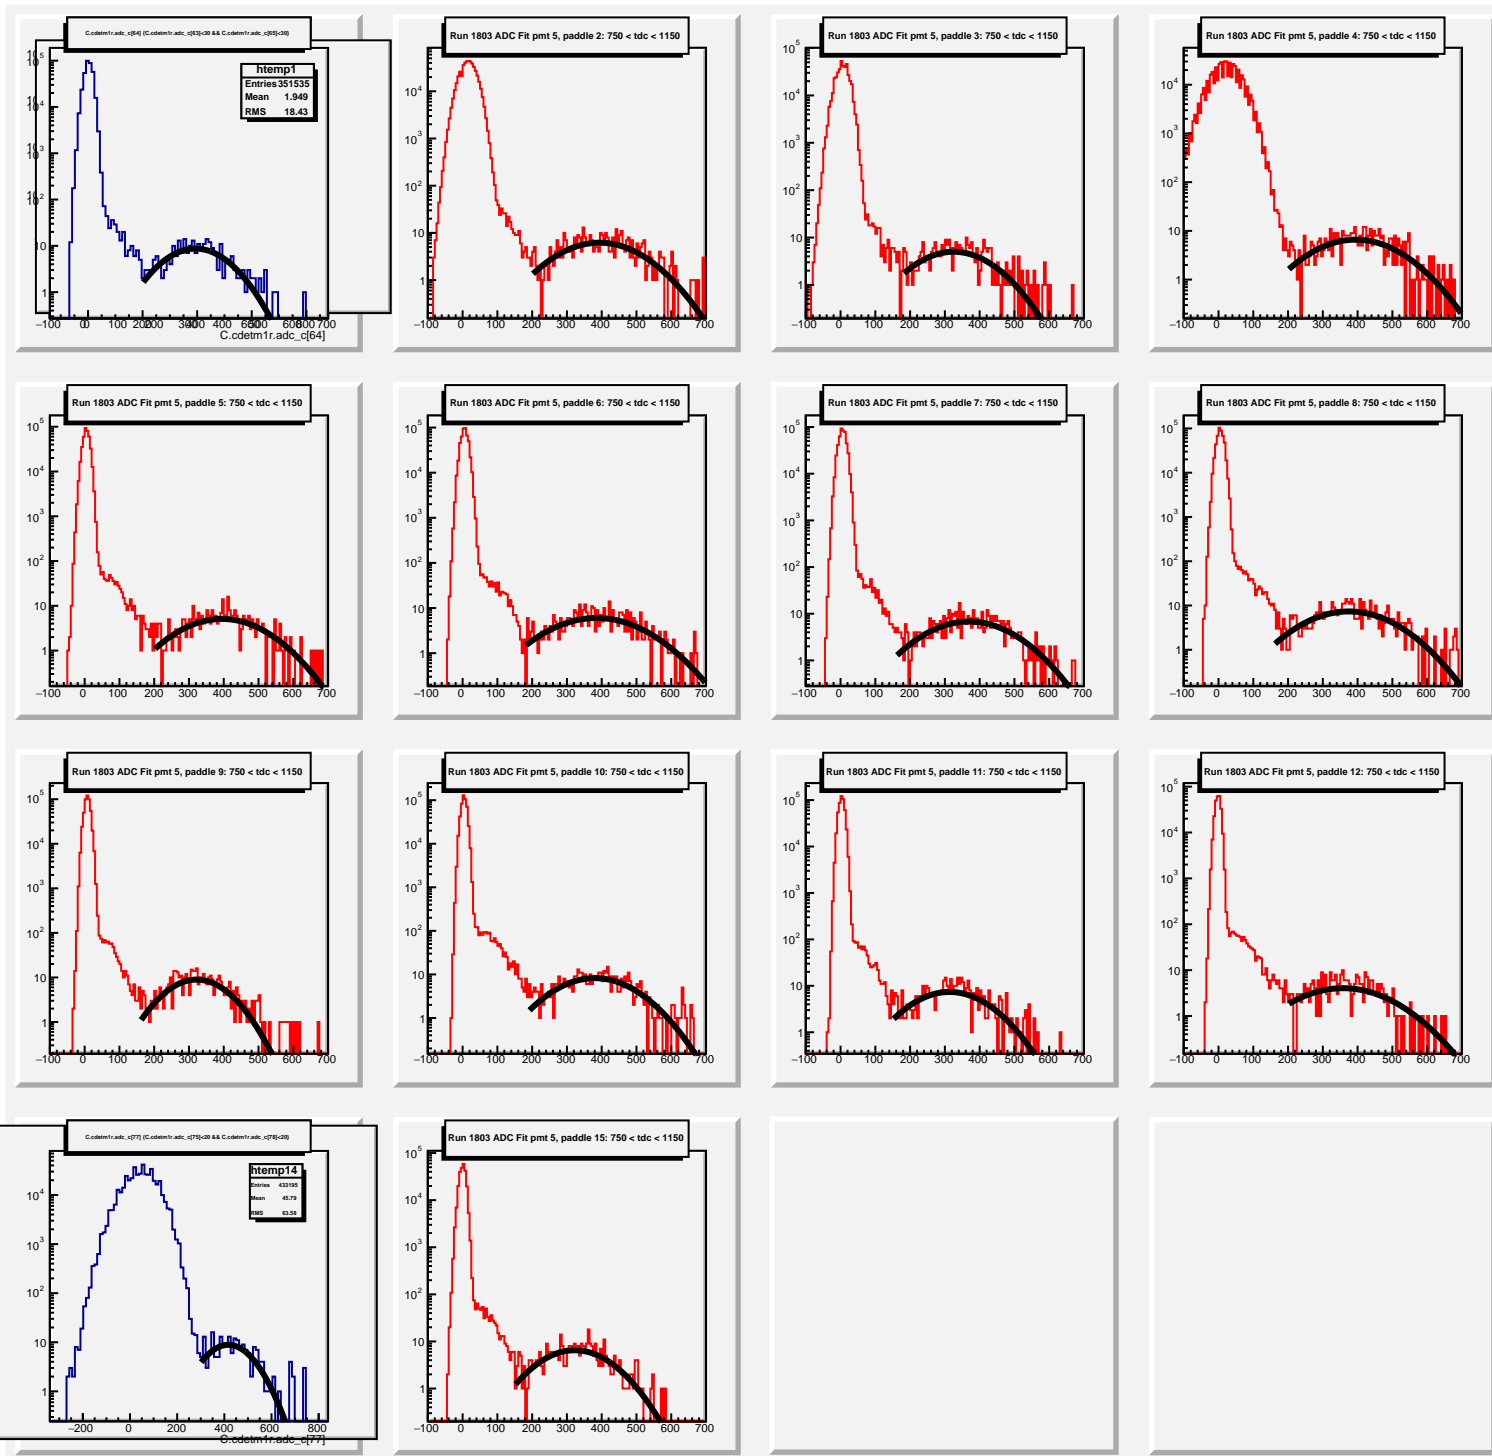 C.cdetm1r.adc_c[64] {C.cdetm1r.adc_c[63]<30 && C.cdetm1r.adc_c[65]<30}
htemp1
Entries 351535
Mean 1.949
RMS 18.43
C.cdetm1r.adc_c[64]
Run 1803 ADC Fit pmt 5, paddle 2: 750 < tdc < 1150
Run 1803 ADC Fit pmt 5, paddle 3: 750 < tdc < 1150
Run 1803 ADC Fit pmt 5, paddle 4: 750 < tdc < 1150
Run 1803 ADC Fit pmt 5, paddle 5: 750 < tdc < 1150
Run 1803 ADC Fit pmt 5, paddle 6: 750 < tdc < 1150
Run 1803 ADC Fit pmt 5, paddle 7: 750 < tdc < 1150
Run 1803 ADC Fit pmt 5, paddle 8: 750 < tdc < 1150
Run 1803 ADC Fit pmt 5, paddle 9: 750 < tdc < 1150
Run 1803 ADC Fit pmt 5, paddle 10: 750 < tdc < 1150
Run 1803 ADC Fit pmt 5, paddle 11: 750 < tdc < 1150
Run 1803 ADC Fit pmt 5, paddle 12: 750 < tdc < 1150
C.cdetm1r.adc_c[77] {C.cdetm1r.adc_c[75]<20 && C.cdetm1r.adc_c[78]<20}
htemp14
Entries 433195
Mean 45.79
RMS 63.58
−200 0 200 400 600 800
C.cdetm1r.adc_c[77]
Run 1803 ADC Fit pmt 5, paddle 15: 750 < tdc < 1150
−100 0 100 200 300 400 500 600 700